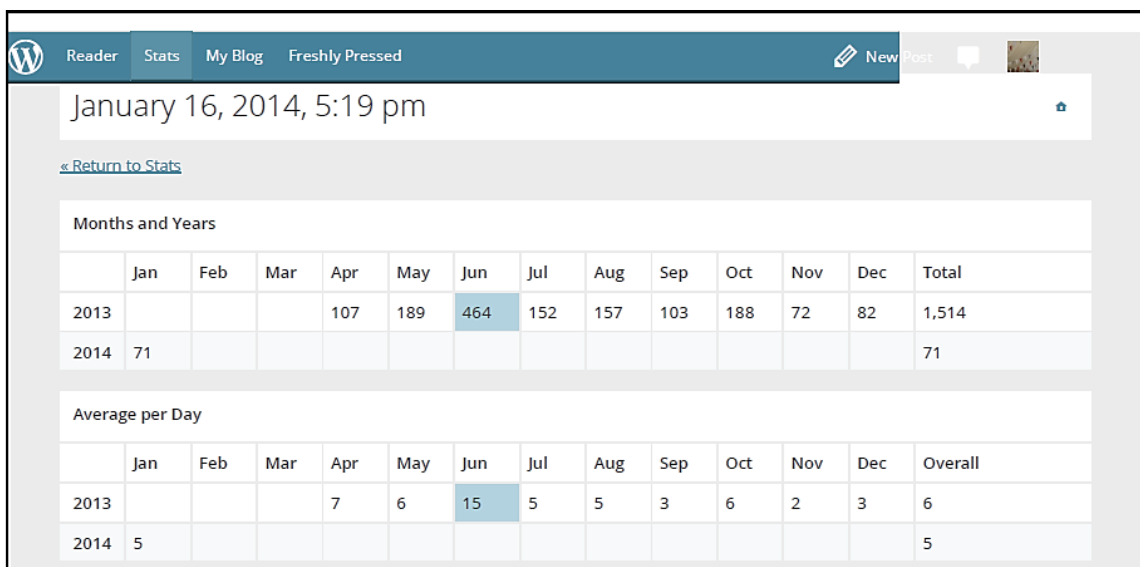 Reader Stats My Blog Freshly Pressed New Post
January 16, 2014, 5:19 pm
« Return to Stats
Months and Years
Jan Feb Mar Apr May Jun Jul Aug Sep Oct Nov Dec Total
2013 107 189 464 152 157 103 188 72 82 1,514
2014 71 71
Average per Day
Jan Feb Mar Apr May Jun Jul Aug Sep Oct Nov Dec Overall
2013 7 6 15 5 5 3 6 2 3 6
2014 5 5